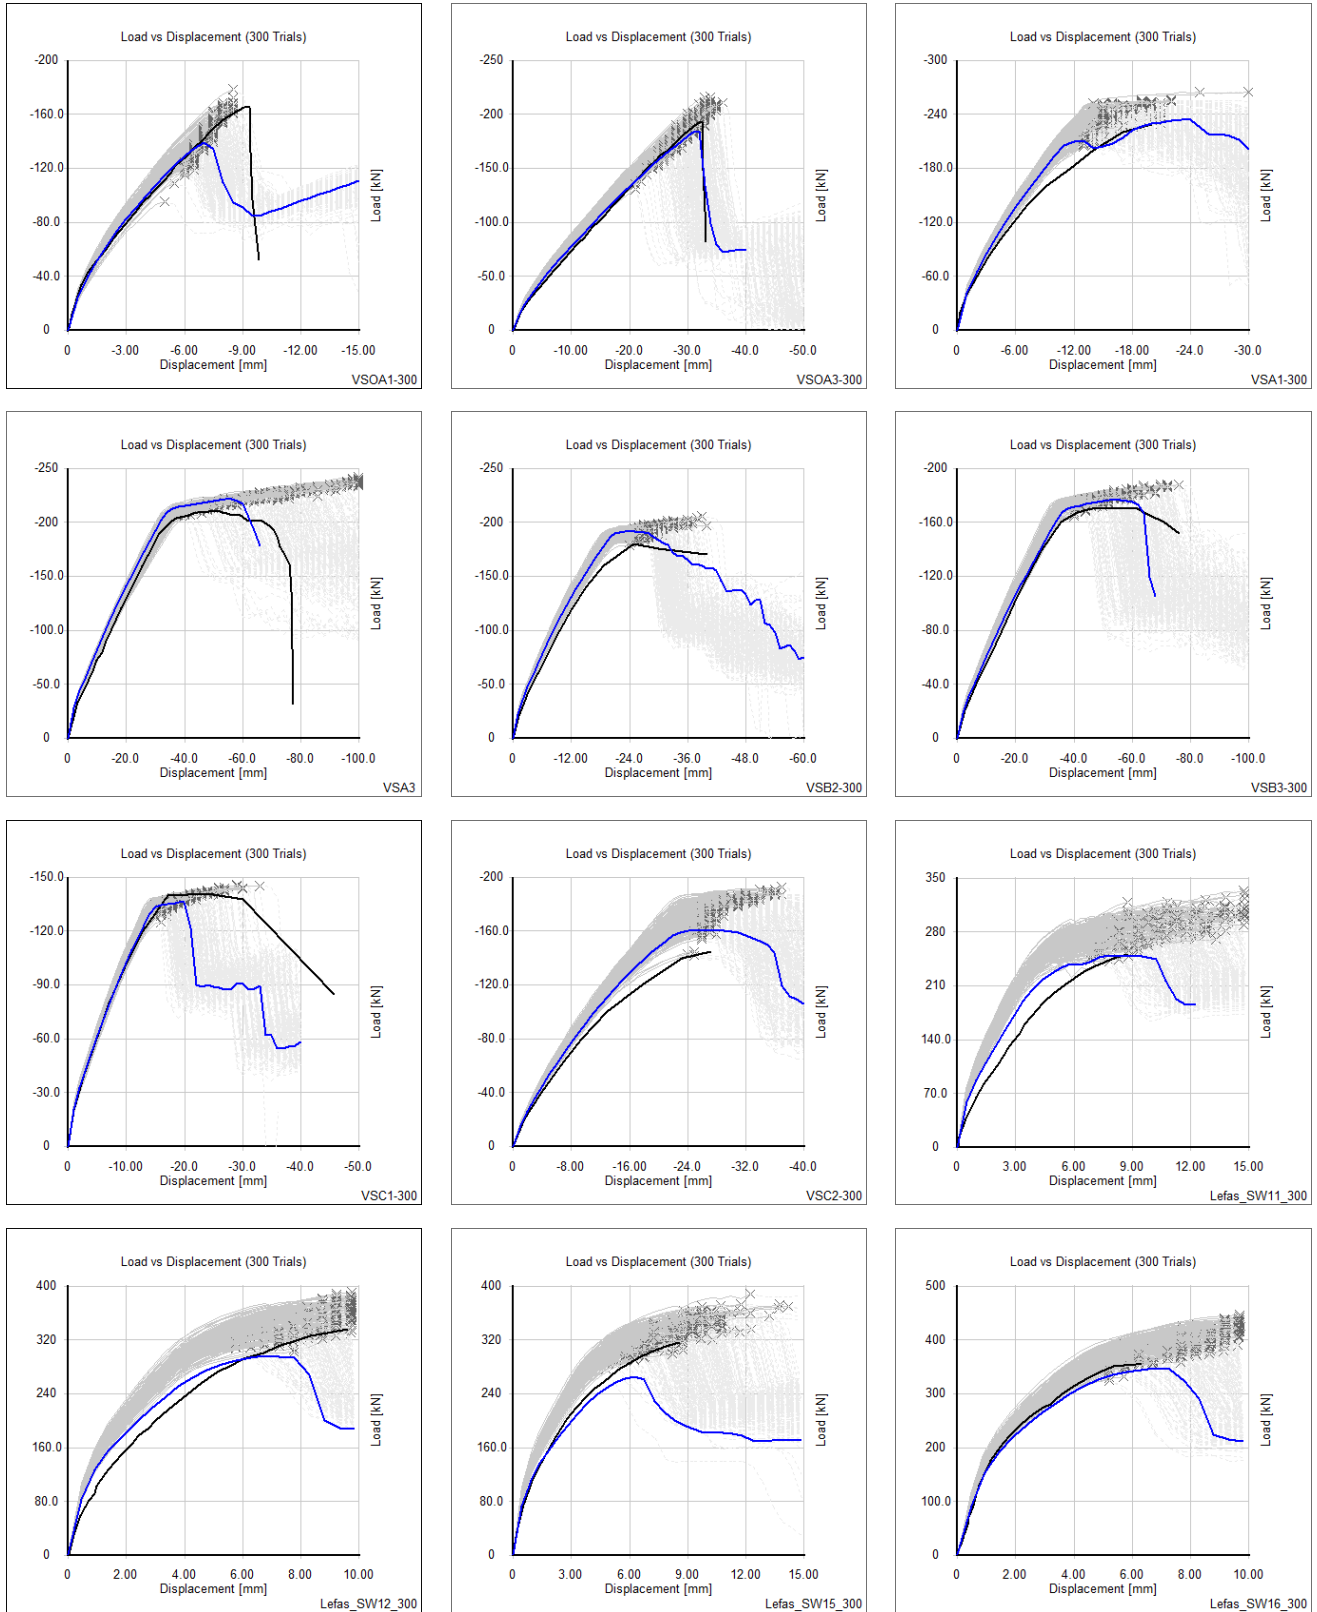 Load vs Displacement (300 Trials)
-200
-160.0
-120.0
-80.0
-40.0
0
0 -3.00 -6.00 -9.00 -12.00 -15.00
Displacement [mm]
Load [kN]
VSOA1-300
Load vs Displacement (300 Trials)
-250
-200
-150.0
-100.0
-50.0
0
0 -10.00 -20.0 -30.0 -40.0 -50.0
Displacement [mm]
Load [kN]
VSOA3-300
Load vs Displacement (300 Trials)
-300
-240
-180.0
-120.0
-60.0
0
0 -6.00 -12.00 -18.00 -24.0 -30.0
Displacement [mm]
Load [kN]
VSA1-300
Load vs Displacement (300 Trials)
-250
-200
-150.0
-100.0
-50.0
0
0 -20.0 -40.0 -60.0 -80.0 -100.0
Displacement [mm]
Load [kN]
VSA3
Load vs Displacement (300 Trials)
-250
-200
-150.0
-100.0
-50.0
0
0 -12.00 -24.0 -36.0 -48.0 -60.0
Displacement [mm]
Load [kN]
VSB2-300
Load vs Displacement (300 Trials)
-200
-160.0
-120.0
-80.0
-40.0
0
0 -20.0 -40.0 -60.0 -80.0 -100.0
Displacement [mm]
Load [kN]
VSB3-300
Load vs Displacement (300 Trials)
-150.0
-120.0
-90.0
-60.0
-30.0
0
0 -10.00 -20.0 -30.0 -40.0 -50.0
Displacement [mm]
Load [kN]
VSC1-300
Load vs Displacement (300 Trials)
-200
-160.0
-120.0
-80.0
-40.0
0
0 -8.00 -16.00 -24.0 -32.0 -40.0
Displacement [mm]
Load [kN]
VSC2-300
Load vs Displacement (300 Trials)
350
280
210
140.0
70.0
0
0 3.00 6.00 9.00 12.00 15.00
Displacement [mm]
Load [kN]
Lefas_SW11_300
Load vs Displacement (300 Trials)
400
320
240
160.0
80.0
0
0 2.00 4.00 6.00 8.00 10.00
Displacement [mm]
Load [kN]
Lefas_SW12_300
Load vs Displacement (300 Trials)
400
320
240
160.0
80.0
0
0 3.00 6.00 9.00 12.00 15.00
Displacement [mm]
Load [kN]
Lefas_SW15_300
Load vs Displacement (300 Trials)
500
400
300
200
100.0
0
0 2.00 4.00 6.00 8.00 10.00
Displacement [mm]
Load [kN]
Lefas_SW16_300